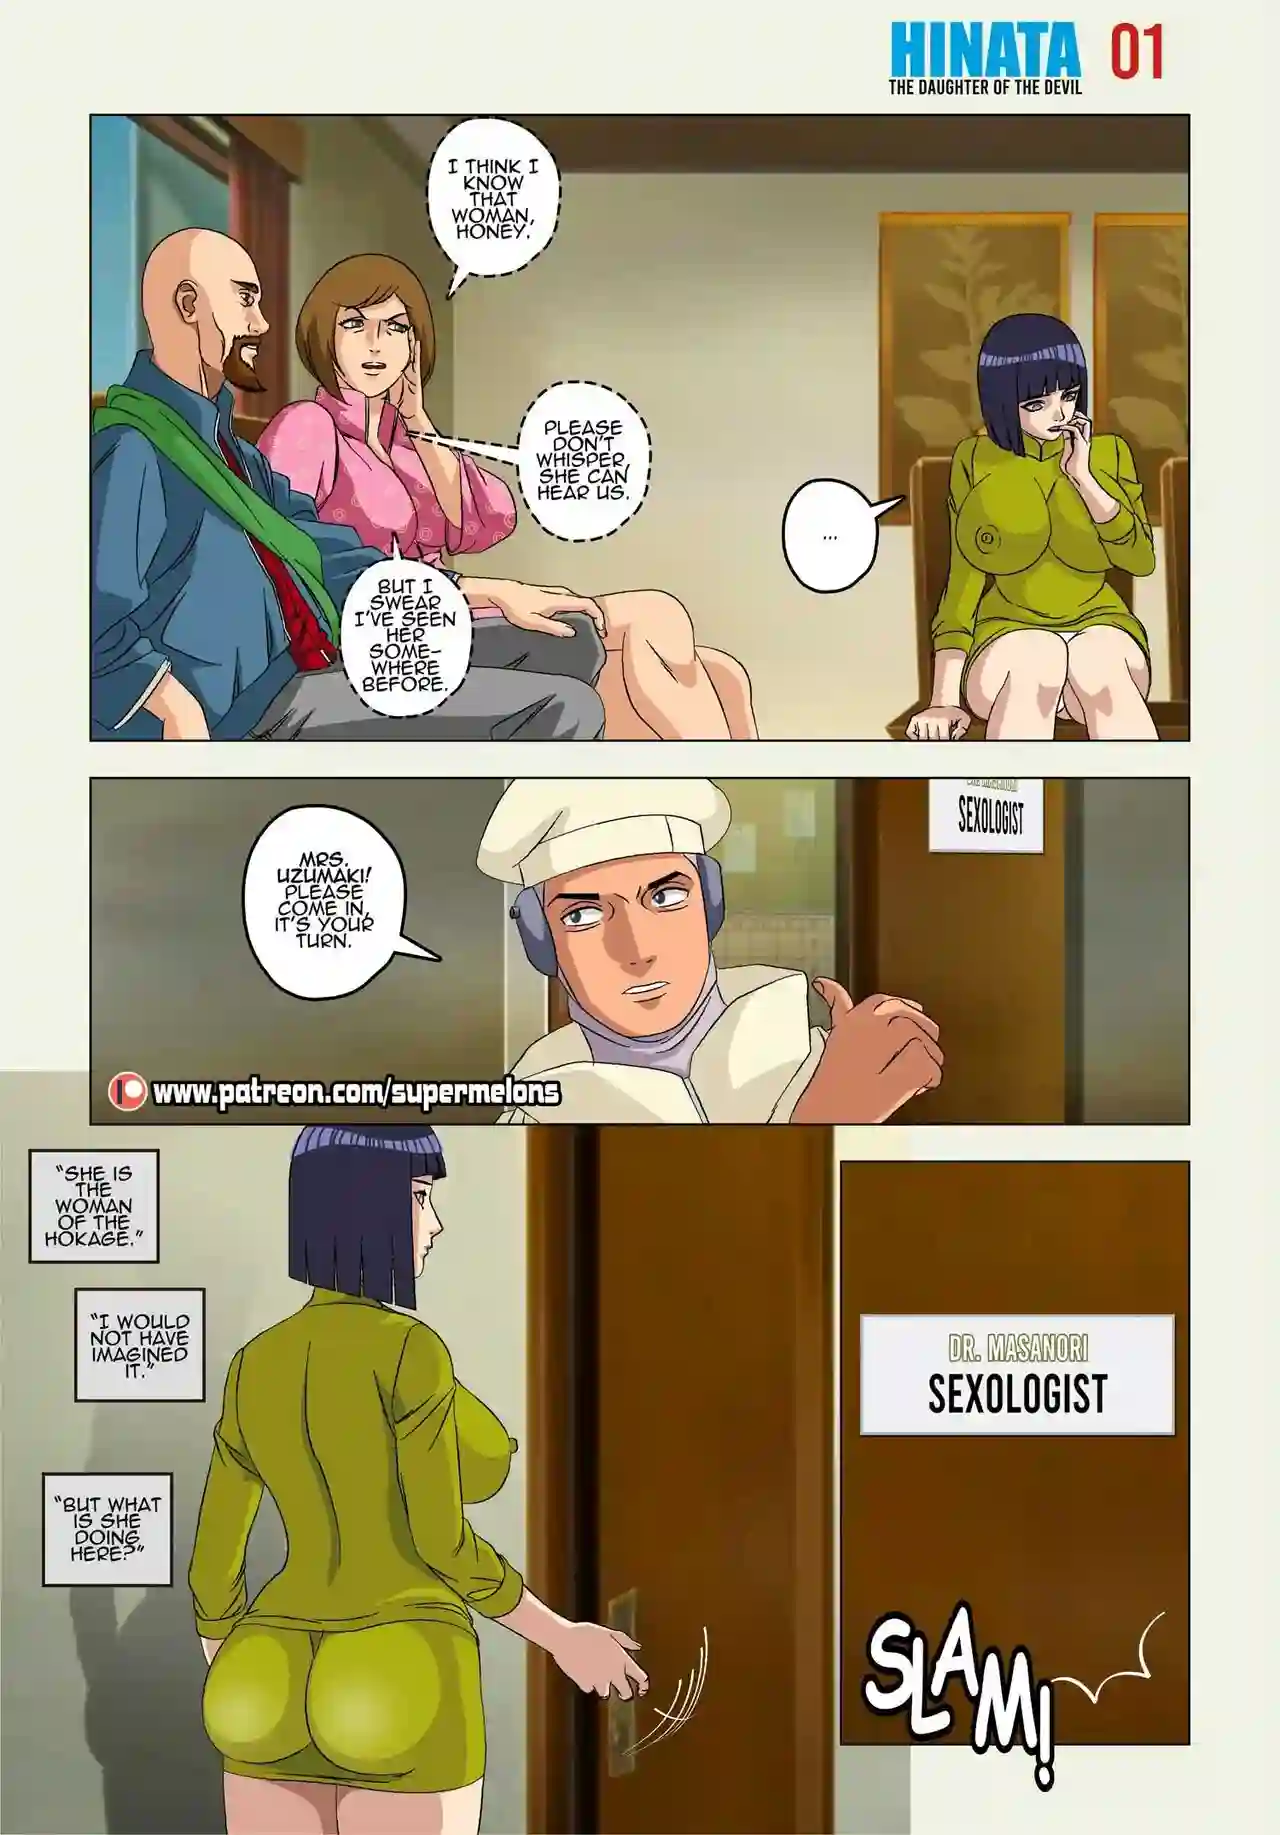 HINATA 01
THE DAUGHTER OF THE DEVIL
I THINK I
KNOW
THAT
WOMAN,
HONEY.
PLEASE
DON'T
WHISPER,
SHE CAN
HEAR US.
...
BUT I
SWEAR
I'VE SEEN
HER
SOME-
WHERE
BEFORE.
SEXOLOGIST
MRS.
UZUMAKI!
PLEASE
COME IN,
IT'S YOUR
TURN.
www.patreon.com/supermelons
"SHE IS
THE
WOMAN
OF THE
HOKAGE."
"I WOULD
NOT HAVE
IMAGINED
IT."
"BUT WHAT
IS SHE
DOING
HERE?"
DR. MASANORI
SEXOLOGIST
SLAM!